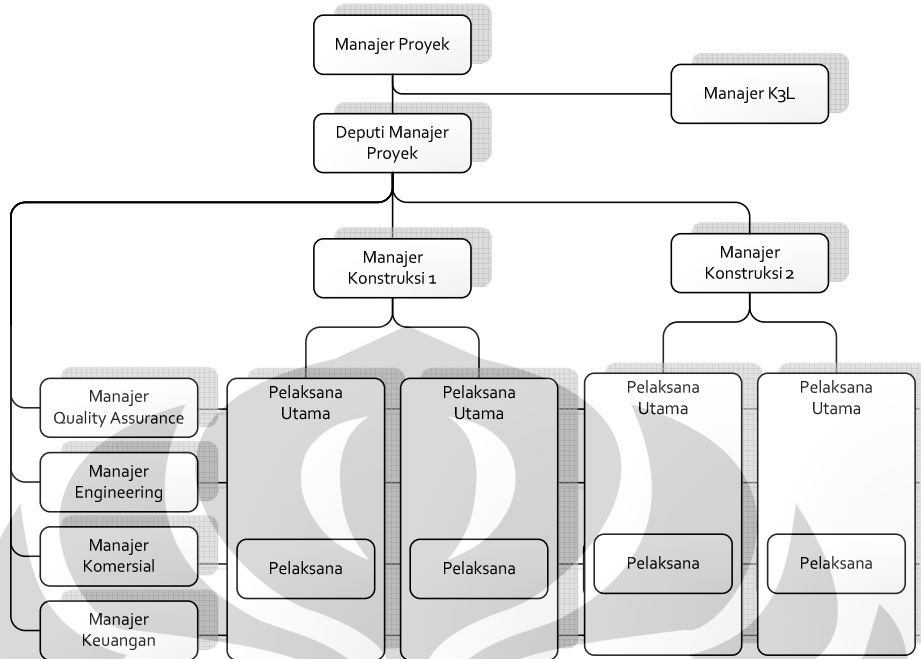 Manajer Proyek
Manajer K3L
Deputi Manajer
Proyek
Manajer
Konstruksi 1
Manajer
Konstruksi 2
Manajer
Quality Assurance
Pelaksana
Utama
Pelaksana
Utama
Pelaksana
Utama
Pelaksana
Utama
Manajer
Engineering
Manajer
Komersial
Pelaksana
Pelaksana
Pelaksana
Pelaksana
Manajer
Keuangan